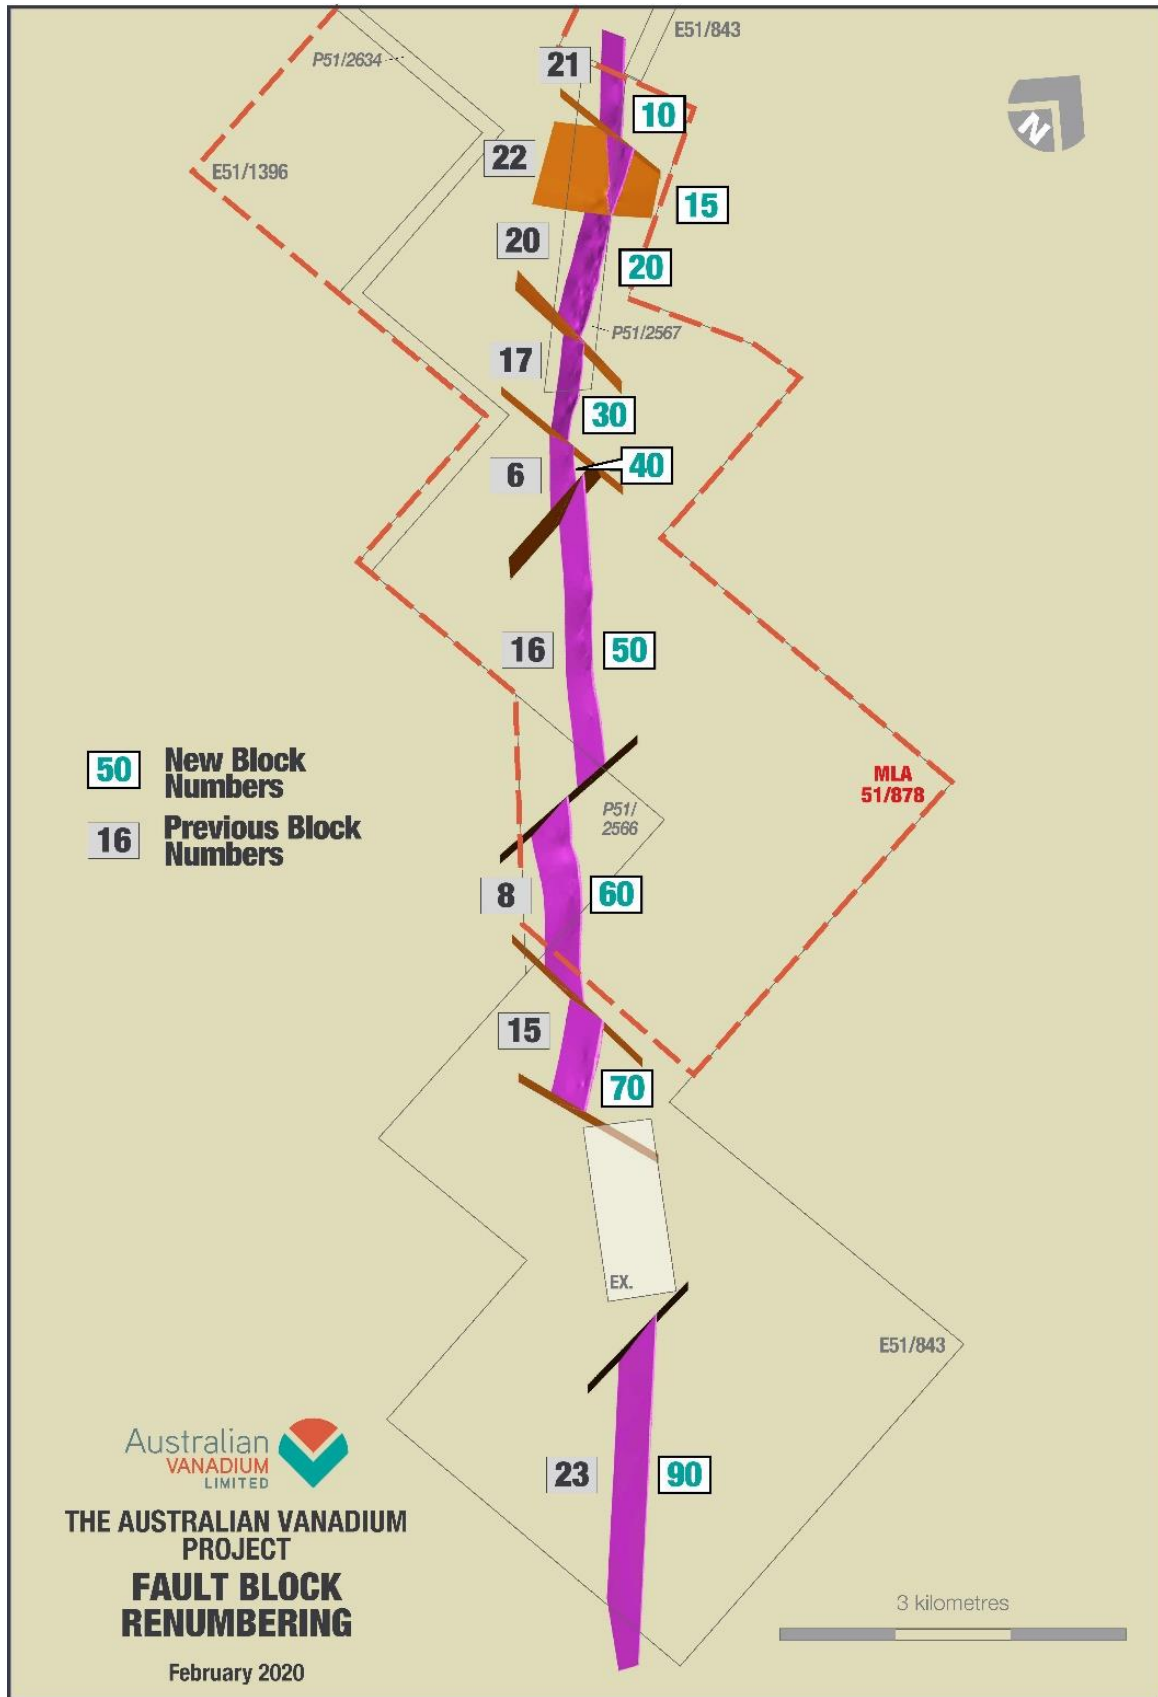 E51/843
P51/2634
21
10
E51/1396
N
22
15
20
20
P51/2567
17
30
6
40
16
50
50 New Block
Numbers
16 Previous Block
Numbers
MLA
51/878
P51/
2566
8
60
15
70
EX.
E51/843
23
90
Australian
VANADIUM
LIMITED
THE AUSTRALIAN VANADIUM
PROJECT
FAULT BLOCK
RENUMBERING
February 2020
3 kilometres